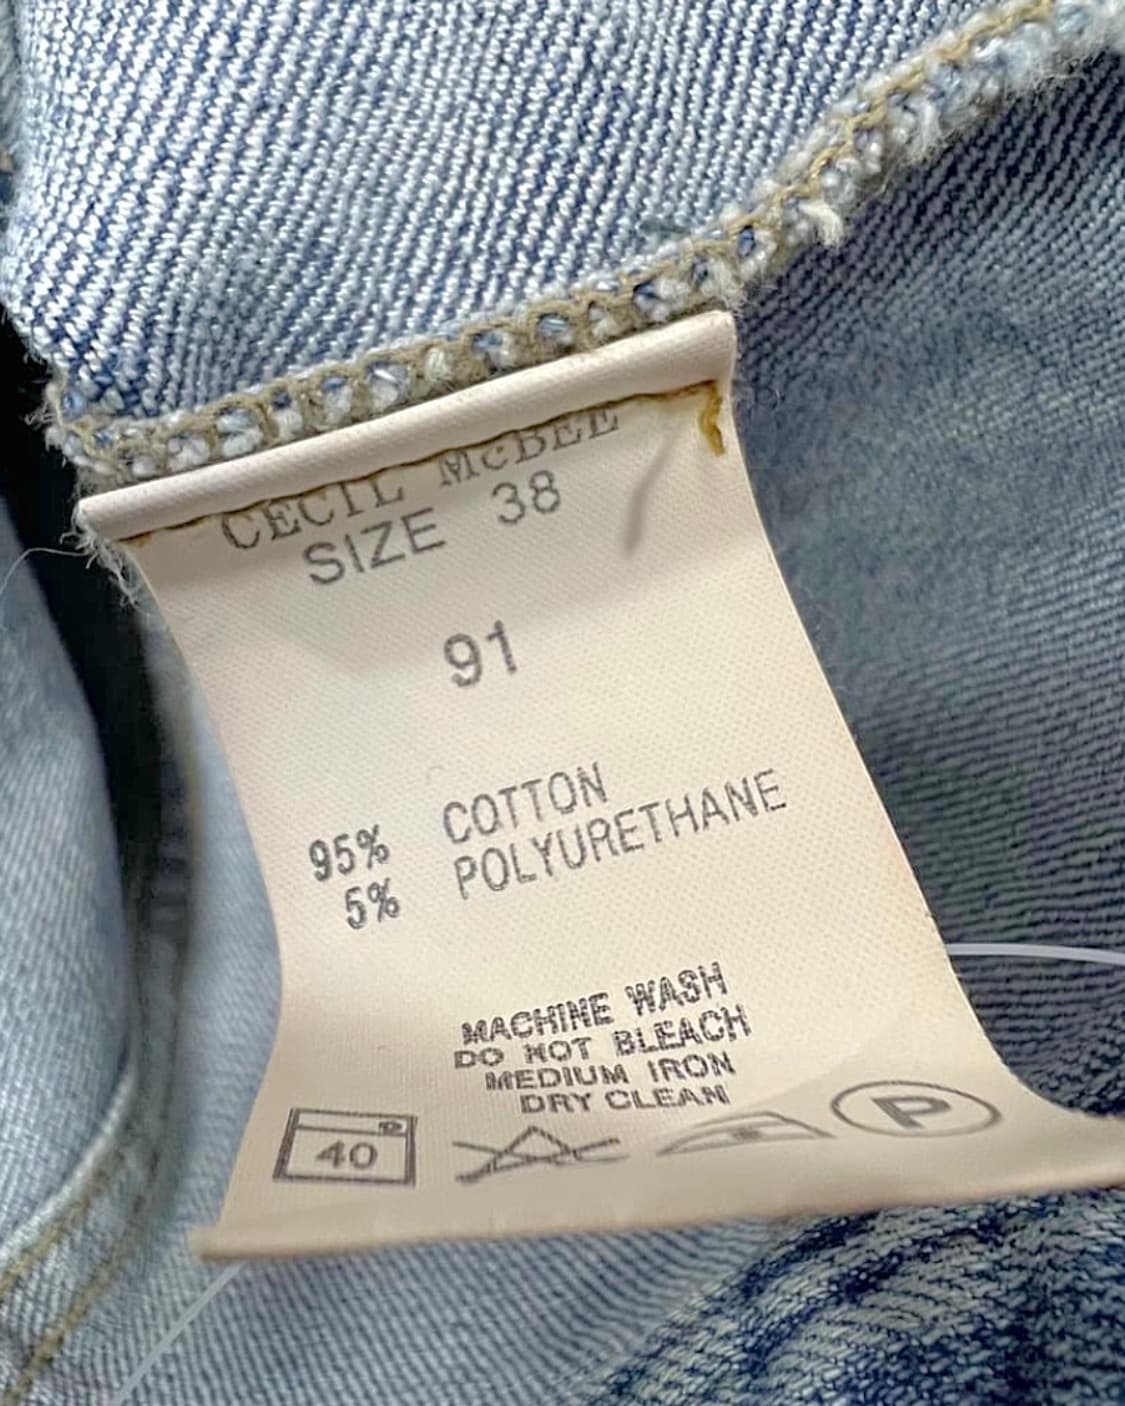 CECIL McBEE
SIZE 38
91
95% COTTON
5% POLYURETHANE
MACHINE WASH
DO NOT BLEACH
MEDIUM IRON
DRY CLEAN
40 P